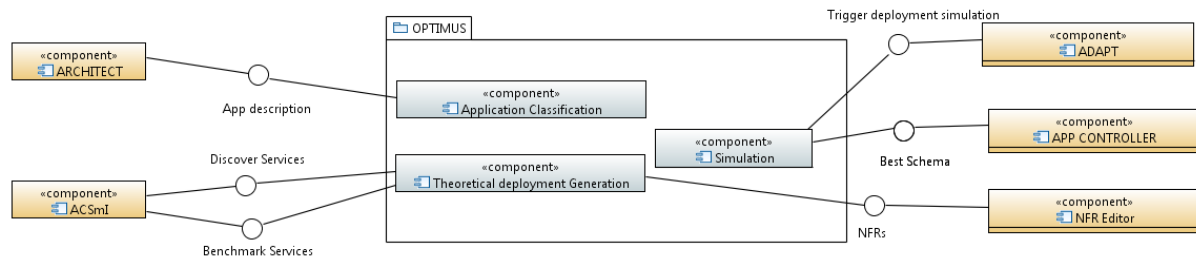 Trigger deployment simulation
OPTIMUS
«component»
ARCHITECT
«component»
ADAPT
App description
«component»
Application Classification
«component»
APP CONTROLLER
«component»
Simulation
Best Schema
Discover Services
«component»
Theoretical deployment Generation
«component»
ACSmI
«component»
NFR Editor
NFRs
Benchmark Services